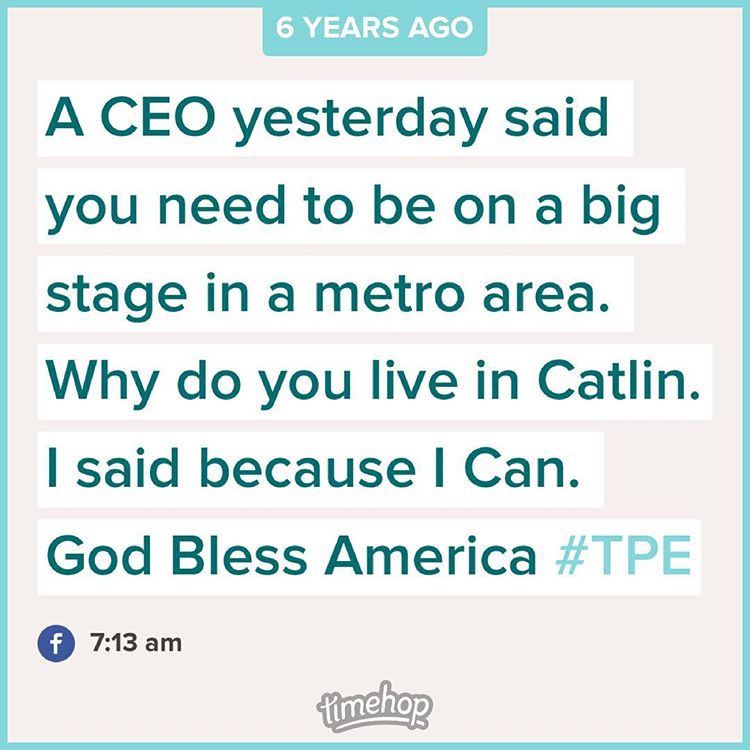 6 YEARS AGO
A CEO yesterday said
you need to be on a big
stage in a metro area.
Why do you live in Catlin.
I said because I Can.
God Bless America #TPE
f 7:13 am
timehop